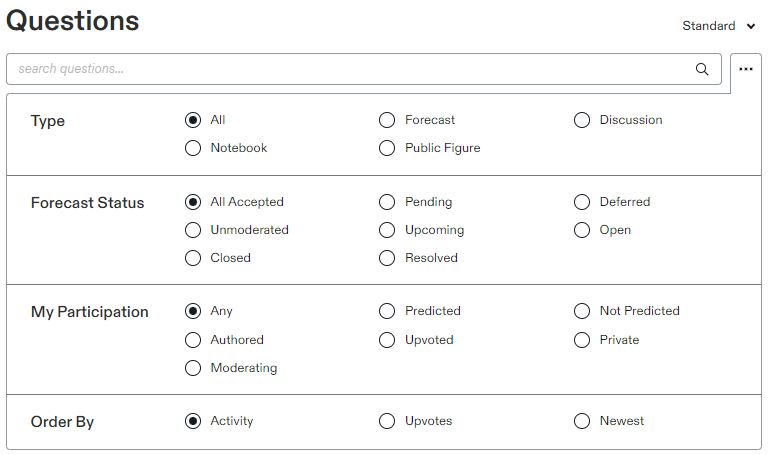 Questions
Standard
search questions...
Type All Forecast Discussion
Notebook Public Figure
Forecast Status All Accepted Pending Deferred
Unmoderated Upcoming Open
Closed Resolved
My Participation Any Predicted Not Predicted
Authored Upvoted Private
Moderating
Order By Activity Upvotes Newest